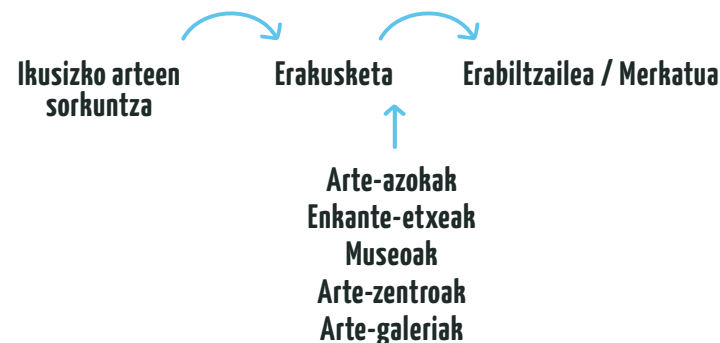 Ikusizko arteen
sorkuntza
Erakusketa
Erabiltzailea / Merkatua
Arte-azokak
Enkante-etxeak
Museoak
Arte-zentroak
Arte-galeriak